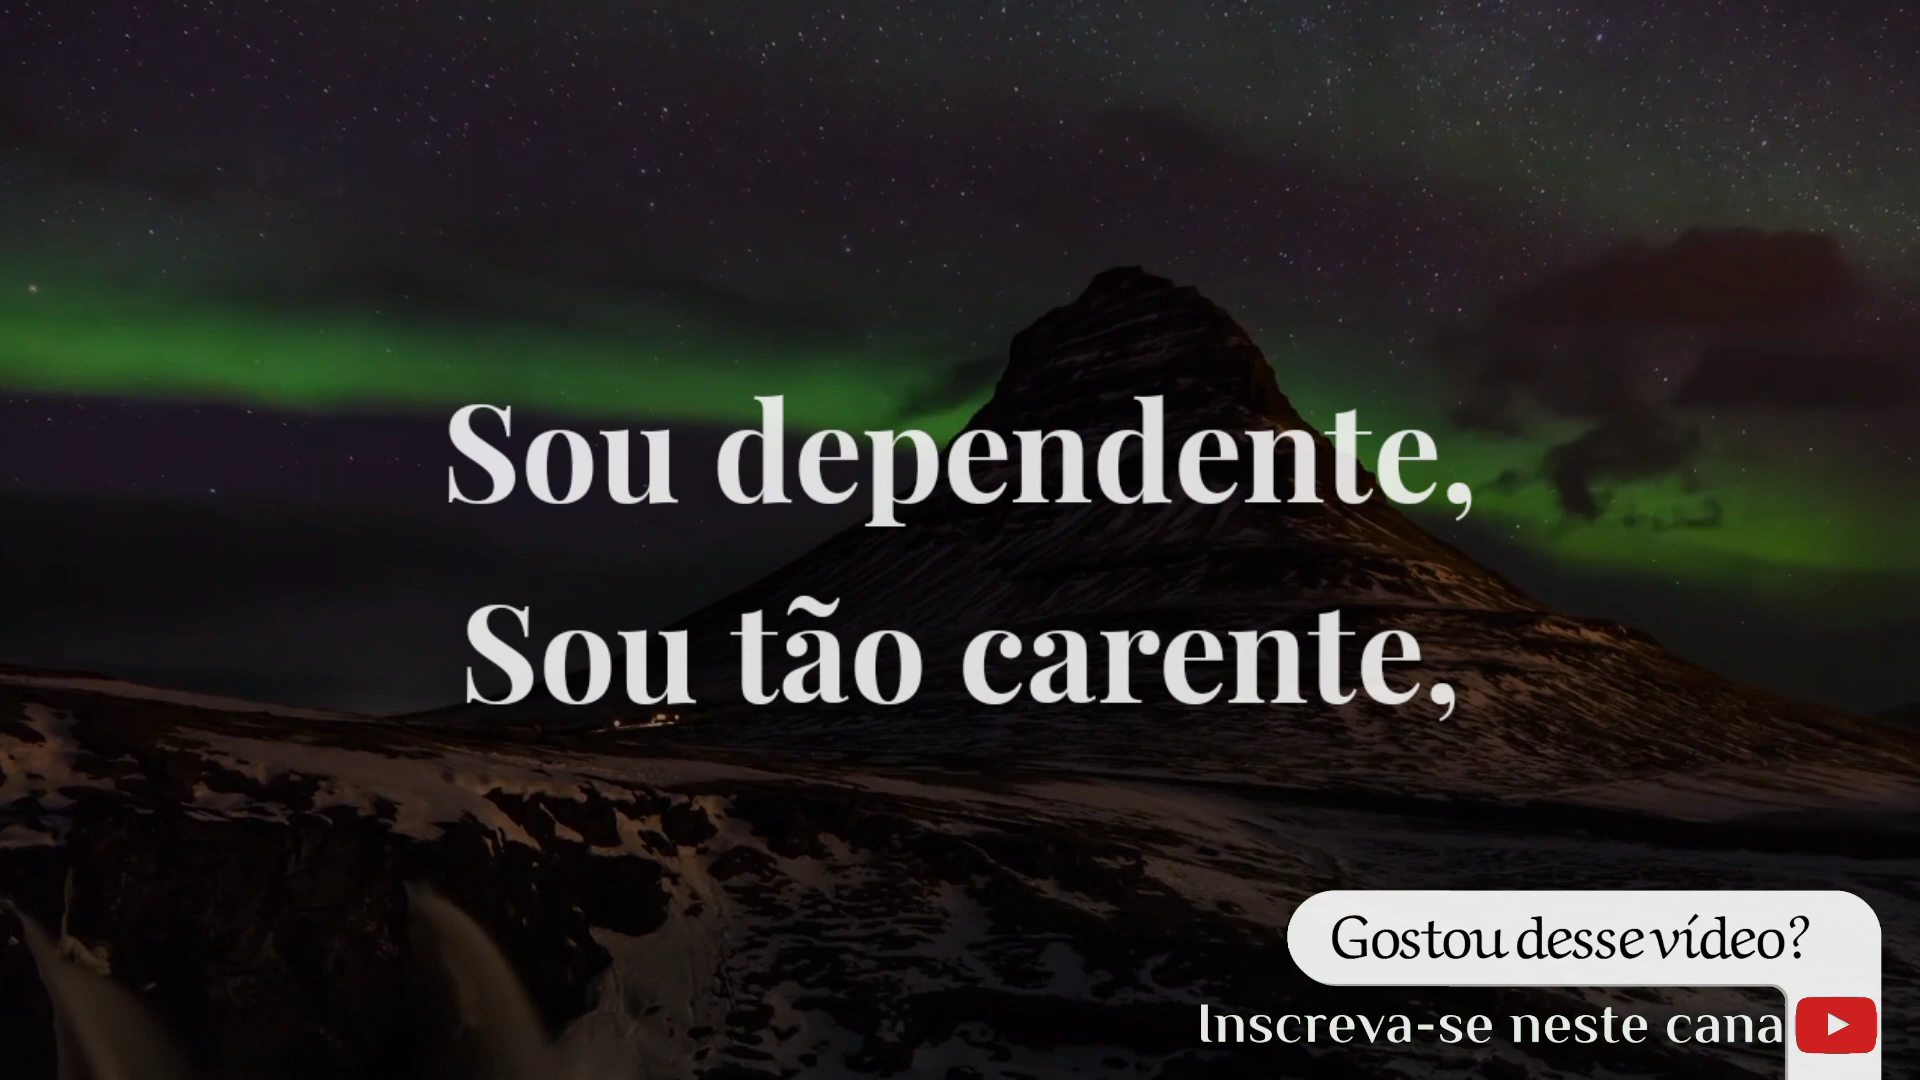 Sou dependente,
Sou tão carente,
Gostou desse vídeo?
Inscreva-se neste cana